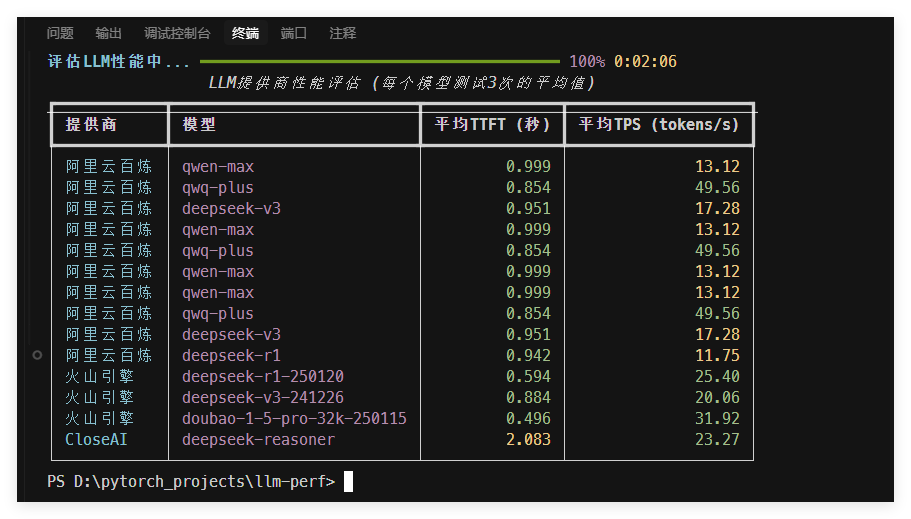 问题 输出 调试控制台 终端 端口 注释
评估LLM性能中... 100% 0:02:06
LLM提供商性能评估 (每个模型测试3次的平均值)
提供商 模型 平均TTFT (秒) 平均TPS (tokens/s)
阿里云百炼 qwen-max 0.999 13.12
阿里云百炼 qwq-plus 0.854 49.56
阿里云百炼 deepseek-v3 0.951 17.28
阿里云百炼 qwen-max 0.999 13.12
阿里云百炼 qwq-plus 0.854 49.56
阿里云百炼 qwen-max 0.999 13.12
阿里云百炼 qwen-max 0.999 13.12
阿里云百炼 qwq-plus 0.854 49.56
阿里云百炼 deepseek-v3 0.951 17.28
阿里云百炼 deepseek-r1 0.942 11.75
火山引擎 deepseek-r1-250120 0.594 25.40
火山引擎 deepseek-v3-241226 0.884 20.06
火山引擎 doubao-1-5-pro-32k-250115 0.496 31.92
CloseAI deepseek-reasoner 2.083 23.27
PS D:\pytorch_projects\llm-perf>